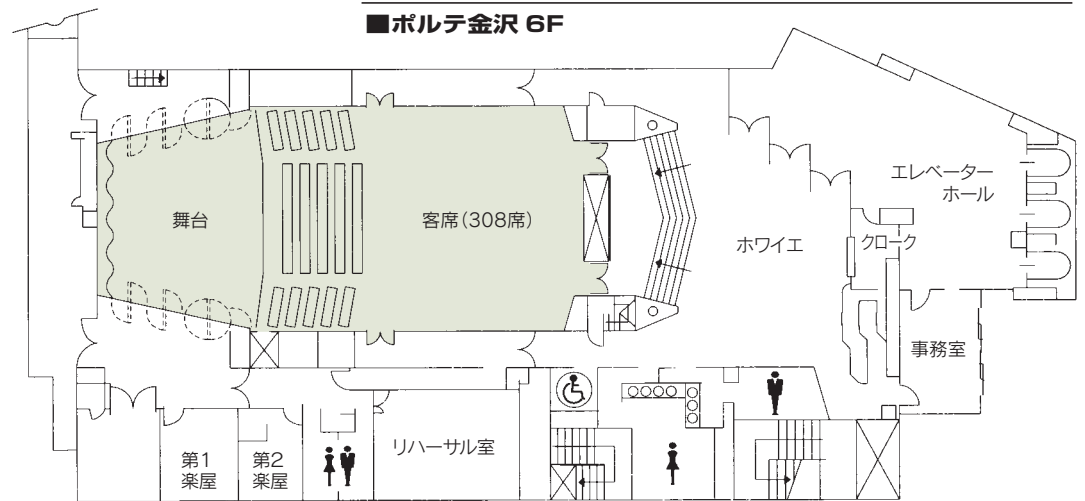 ■ポルテ金沢 6F
エレベーター
ホール
舞台
客席(308席)
ホワイエ
クローク
事務室
リハーサル室
第1
楽屋
第2
楽屋